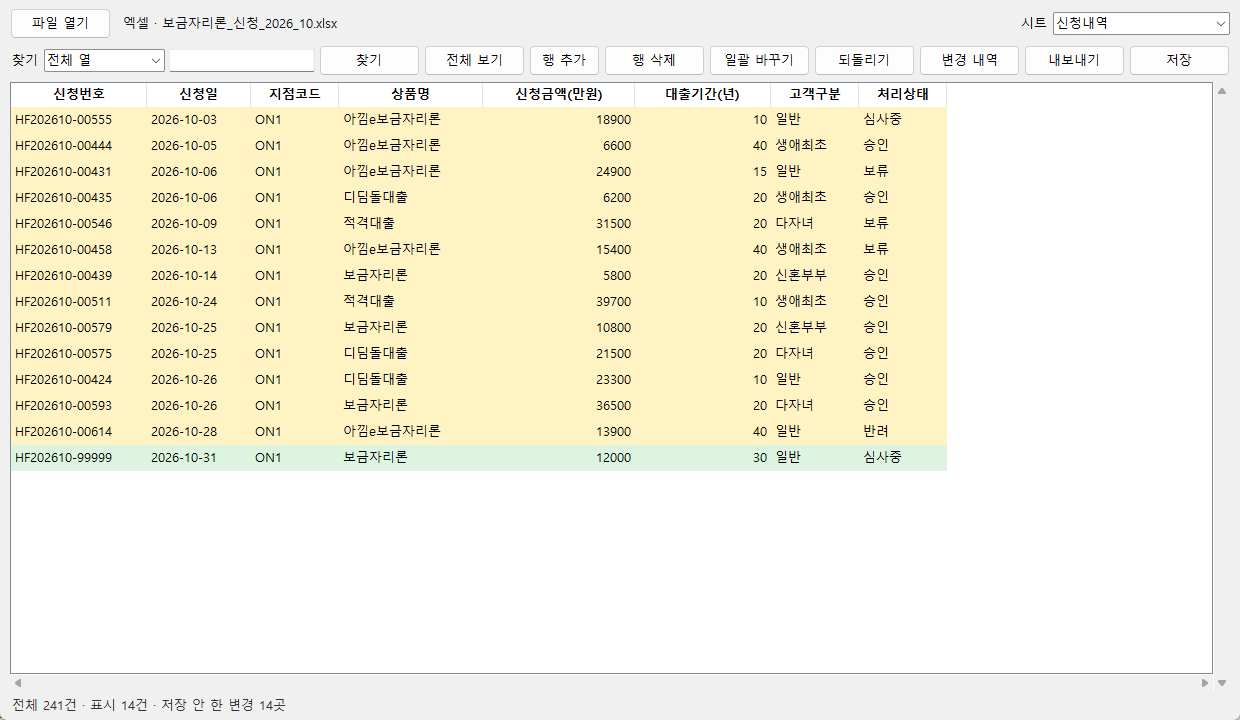 파일 열기 엑셀 · 보금자리론_신청_2026_10.xlsx 시트 신청내역
찾기 전체 열 찾기 전체 보기 행 추가 행 삭제 일괄 바꾸기 되돌리기 변경 내역 내보내기 저장
신청번호 신청일 지점코드 상품명 신청금액(만원) 대출기간(년) 고객구분 처리상태
HF202610-00555 2026-10-03 ON1 아낌e보금자리론 18900 10 일반 심사중
HF202610-00444 2026-10-05 ON1 아낌e보금자리론 6600 40 생애최초 승인
HF202610-00431 2026-10-06 ON1 아낌e보금자리론 24900 15 일반 보류
HF202610-00435 2026-10-06 ON1 디딤돌대출 6200 20 생애최초 승인
HF202610-00546 2026-10-09 ON1 적격대출 31500 20 다자녀 보류
HF202610-00458 2026-10-13 ON1 아낌e보금자리론 15400 40 생애최초 보류
HF202610-00439 2026-10-14 ON1 보금자리론 5800 20 신혼부부 승인
HF202610-00511 2026-10-24 ON1 적격대출 39700 10 생애최초 승인
HF202610-00579 2026-10-25 ON1 보금자리론 10800 20 신혼부부 승인
HF202610-00575 2026-10-25 ON1 디딤돌대출 21500 20 다자녀 승인
HF202610-00424 2026-10-26 ON1 디딤돌대출 23300 10 일반 승인
HF202610-00593 2026-10-26 ON1 보금자리론 36500 20 다자녀 승인
HF202610-00614 2026-10-28 ON1 아낌e보금자리론 13900 40 일반 반려
HF202610-99999 2026-10-31 ON1 보금자리론 12000 30 일반 심사중
전체 241건 · 표시 14건 · 저장 안 한 변경 14곳